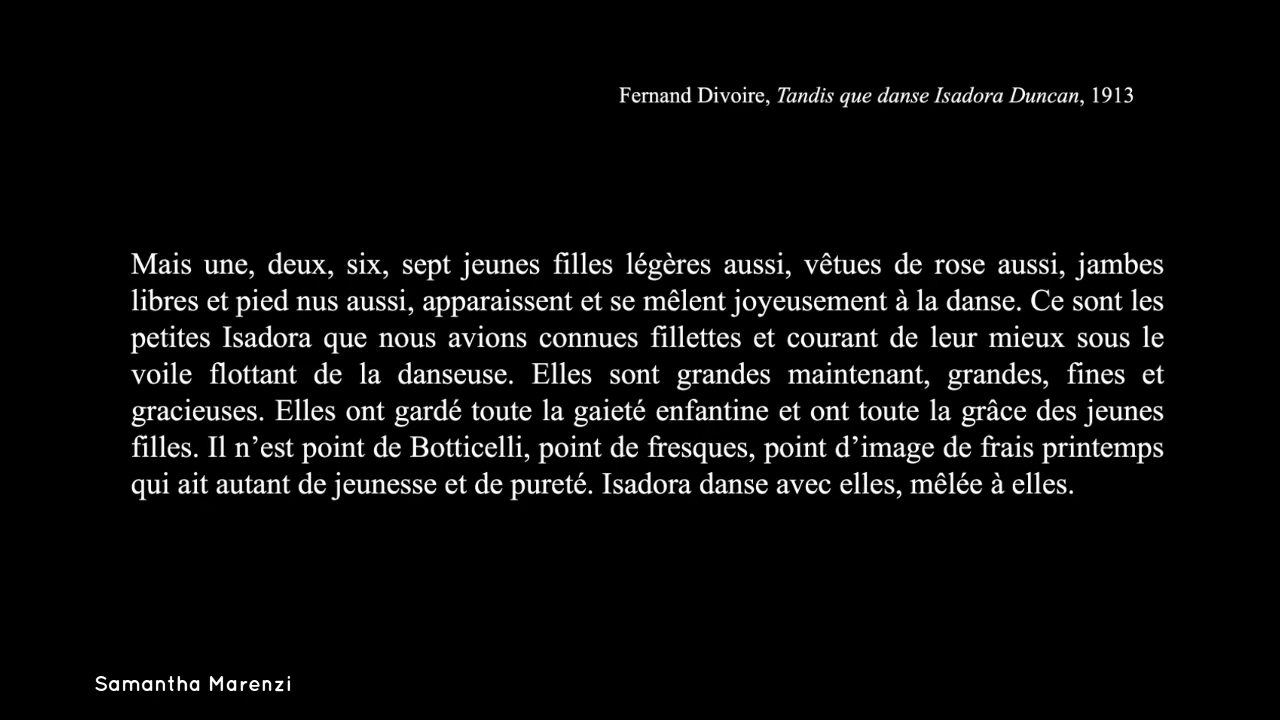 Fernand Divoire, Tandis que danse Isadora Duncan, 1913
Mais une, deux, six, sept jeunes filles légères aussi, vêtues de rose aussi, jambes
libres et pied nus aussi, apparaissent et se mêlent joyeusement à la danse. Ce sont les
petites Isadora que nous avions connues fillettes et courant de leur mieux sous le
voile flottant de la danseuse. Elles sont grandes maintenant, grandes, fines et
gracieuses. Elles ont gardé toute la gaieté enfantine et ont toute la grâce des jeunes
filles. Il n’est point de Botticelli, point de fresques, point d’image de frais printemps
qui ait autant de jeunesse et de pureté. Isadora danse avec elles, mêlée à elles.
Samantha Marenzi